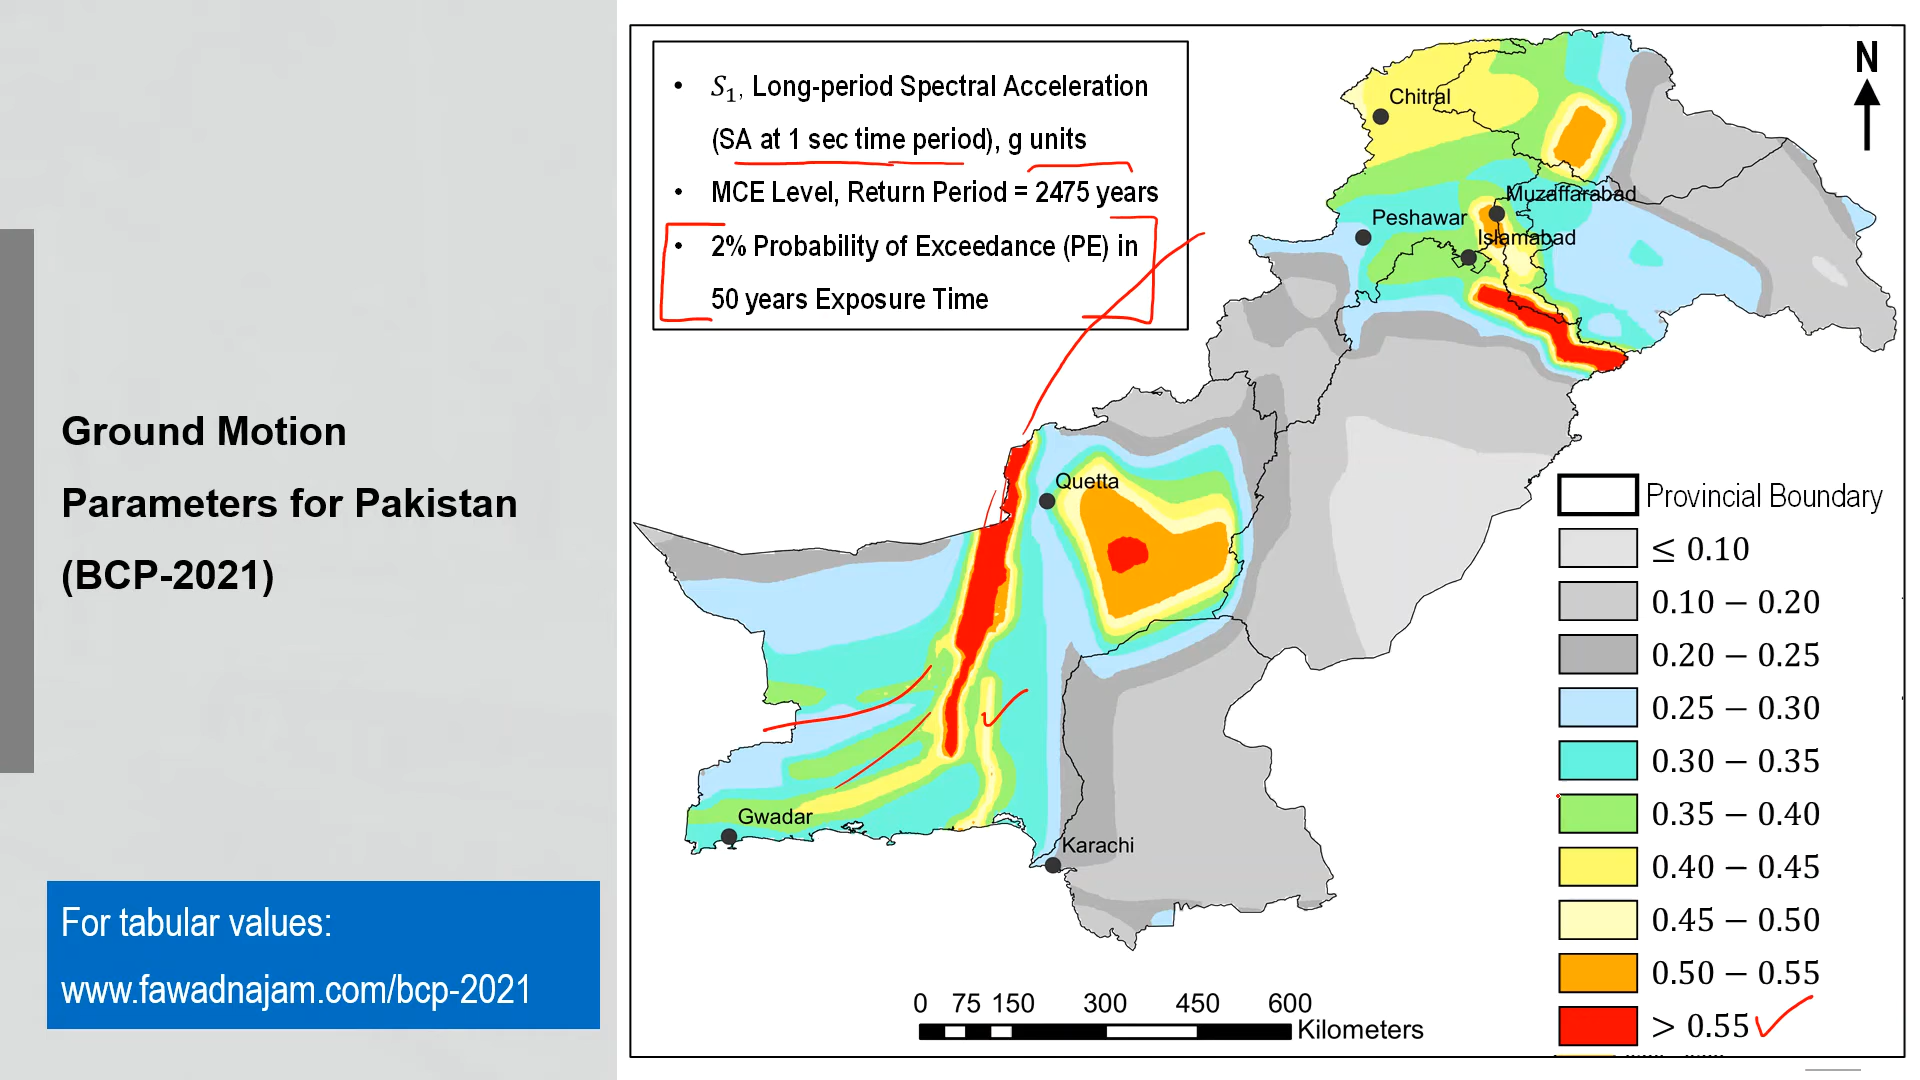 Ground Motion
Parameters for Pakistan
(BCP-2021)
For tabular values:
www.fawadnajam.com/bcp-2021
• S₁, Long-period Spectral Acceleration
(SA at 1 sec time period), g units
• MCE Level, Return Period = 2475 years
• 2% Probability of Exceedance (PE) in
50 years Exposure Time
N
Chitral
Muzaffarabad
Peshawar
Islamabad
Quetta
Gwadar
Karachi
Provincial Boundary
≤ 0.10
0.10 – 0.20
0.20 – 0.25
0.25 – 0.30
0.30 – 0.35
0.35 – 0.40
0.40 – 0.45
0.45 – 0.50
0.50 – 0.55
> 0.55
0 75 150 300 450 600
Kilometers